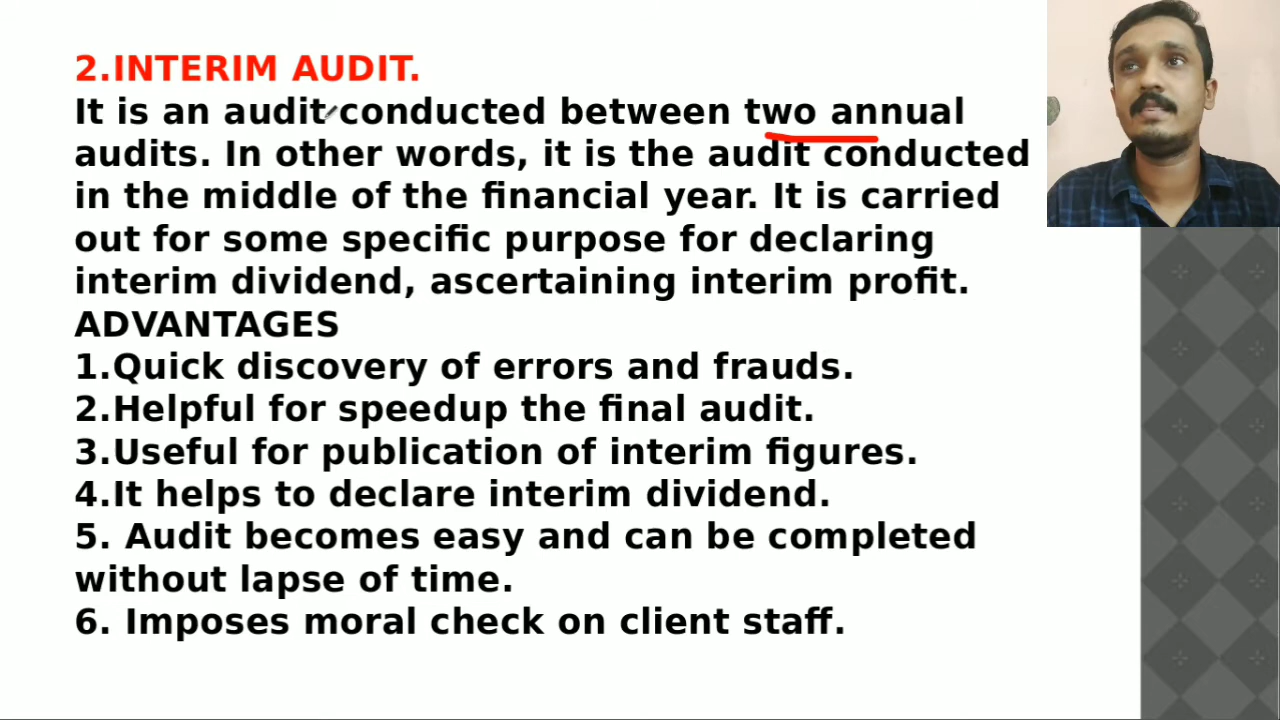 2.INTERIM AUDIT.
It is an audit conducted between two annual
audits. In other words, it is the audit conducted
in the middle of the financial year. It is carried
out for some specific purpose for declaring
interim dividend, ascertaining interim profit.
ADVANTAGES
1.Quick discovery of errors and frauds.
2.Helpful for speedup the final audit.
3.Useful for publication of interim figures.
4.It helps to declare interim dividend.
5. Audit becomes easy and can be completed
without lapse of time.
6. Imposes moral check on client staff.